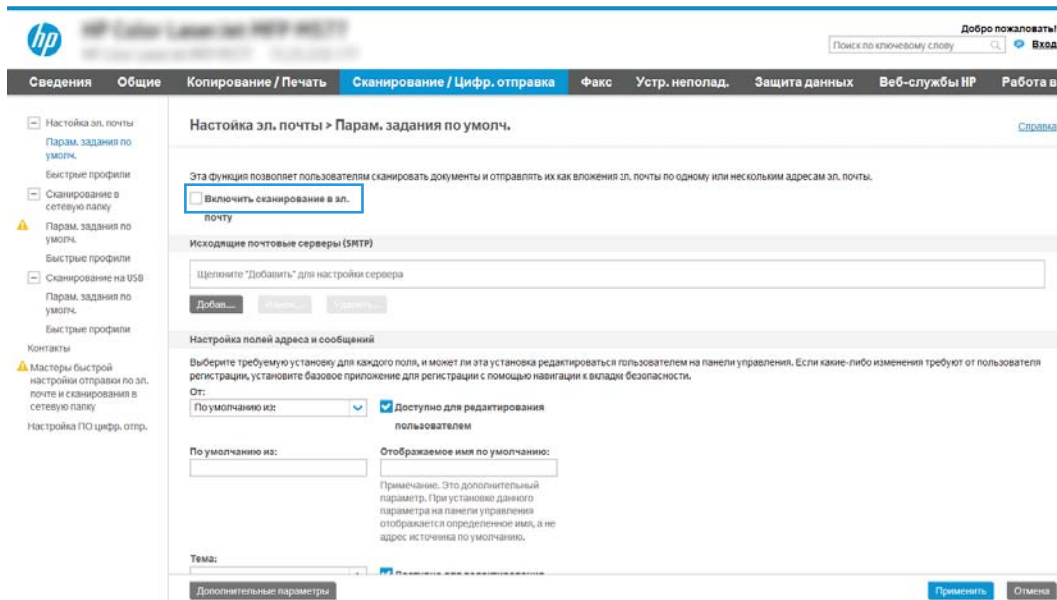 hp
Добро пожаловать!
Поиск по ключевому слову
Вход
Сведения Общие Копирование / Печать Сканирование / Цифр. отправка Факс Устр. неполад. Защита данных Веб-службы HP Работа в
Настойка эл. почты
Парам. задания по
умолч.
Быстрые профили
Сканирование в
сетевую папку
Парам. задания по
умолч.
Быстрые профили
Сканирование на USB
Парам. задания по
умолч.
Быстрые профили
Контакты
Мастеры быстрой
настройки отправки по эл.
почте и сканирования в
сетевую папку
Настройка ПО цифр. отпр.
Настойка эл. почты > Парам. задания по умолч.
Справка
Эта функция позволяет пользователям сканировать документы и отправлять их как вложения эл. почты по одному или нескольким адресам эл. почты.
Включить сканирование в эл.
почту
Исходящие почтовые серверы (SMTP)
Щелкните "Добавить" для настройки сервера
Добав....
Настройка полей адреса и сообщений
Выберите требуемую установку для каждого поля, и может ли эта установка редактироваться пользователем на панели управления. Если какие-либо изменения требуют от пользователя
регистрации, установите базовое приложение для регистрации с помощью навигации к вкладке безопасности.
От:
По умолчанию из:
Доступно для редактирования
пользователем
По умолчанию из:
Отображаемое имя по умолчанию:
Примечание. Это дополнительный
параметр. При установке данного
параметра на панели управления
отображается определенное имя, а не
адрес источника по умолчанию.
Тема:
Дополнительные параметры
Применить
Отмена